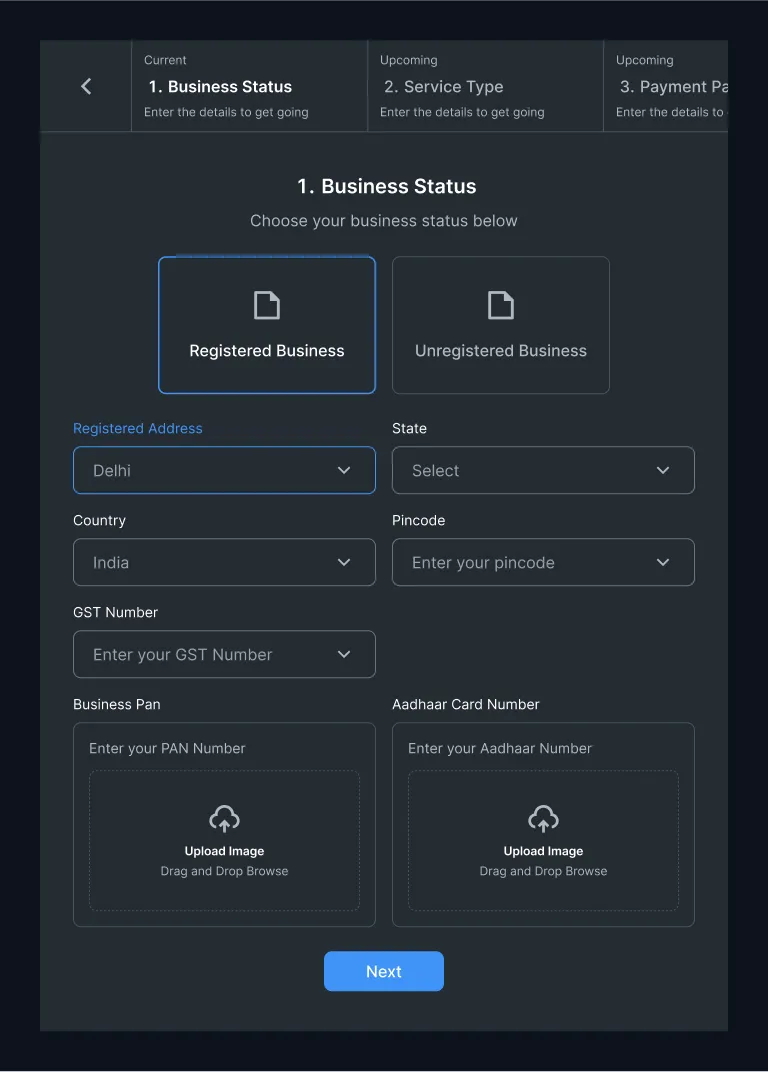 Current
1. Business Status
Enter the details to get going
Upcoming
2. Service Type
Enter the details to get going
Upcoming
3. Payment Pa
Enter the details to
1. Business Status
Choose your business status below
Registered Business
Unregistered Business
Registered Address
State
Delhi
Select
Country
Pincode
India
Enter your pincode
GST Number
Enter your GST Number
Business Pan
Aadhaar Card Number
Enter your PAN Number
Enter your Aadhaar Number
Upload Image
Drag and Drop Browse
Upload Image
Drag and Drop Browse
Next